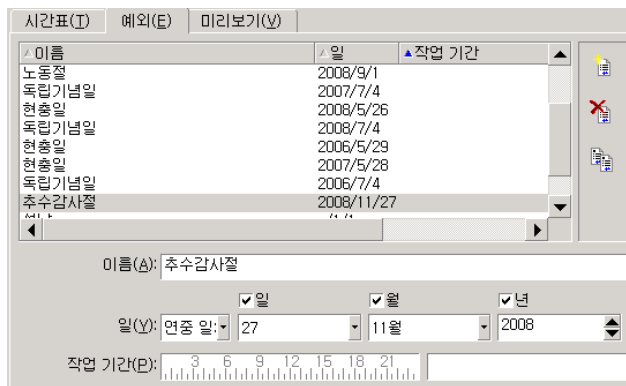 시간표(T) 예외(E) 미리보기(V)
이름 일 작업 기간
노동절 2008/9/1
독립기념일 2007/7/4
현충일 2008/5/26
독립기념일 2008/7/4
현충일 2006/5/29
현충일 2007/5/28
독립기념일 2006/7/4
추수감사절 2008/11/27
이름(A): 추수감사절
일 월 년
일(Y): 연중 일: 27 11월 2008
작업 기간(P): 3 6 9 12 15 18 21